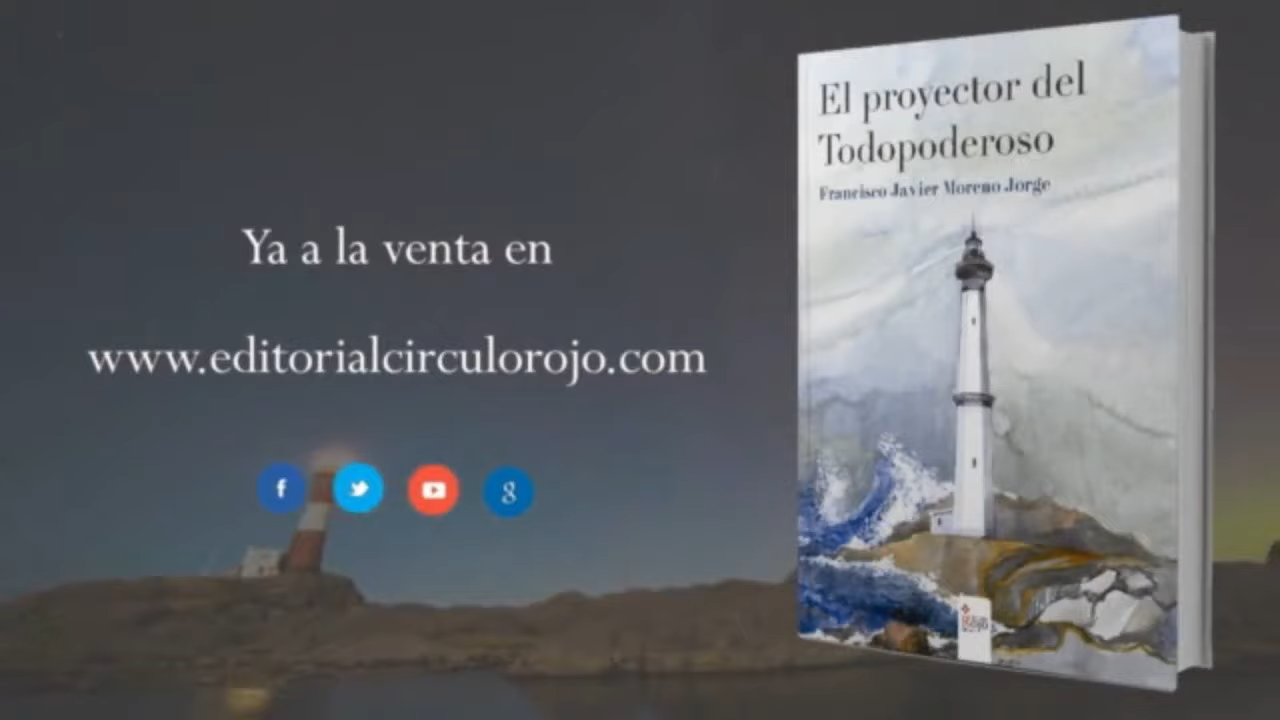 Ya a la venta en
www.editorialcirculorojo.com
El proyector del
Todopoderoso
Francisco Javier Moreno Jorge